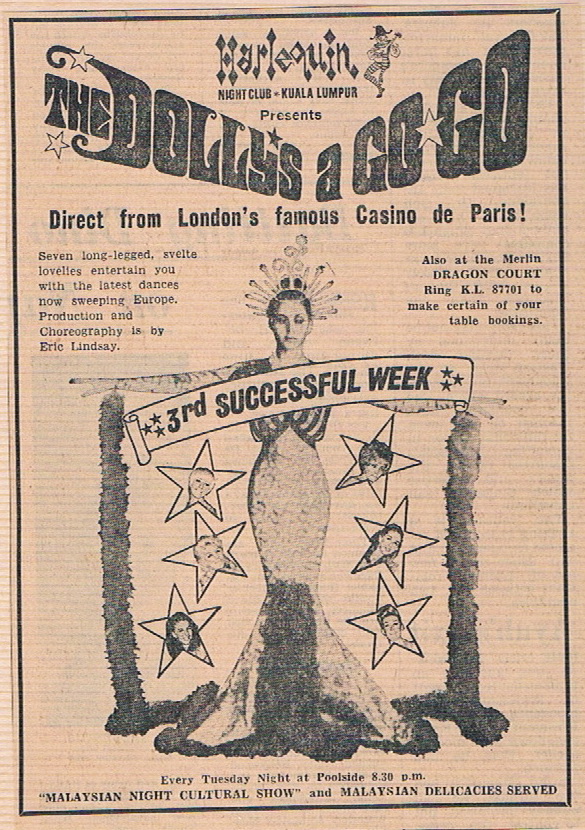 Harlequin
NIGHT CLUB • KUALA LUMPUR
Presents
THE DOLLYS a GO GO
Direct from London's famous Casino de Paris!
Seven long-legged, svelte
lovelies entertain you
with the latest dances
now sweeping Europe.
Production and
Choreography is by
Eric Lindsay.
Also at the Merlin
DRAGON COURT
Ring K.L. 87701 to
make certain of your
table bookings.
3rd SUCCESSFUL WEEK
Every Tuesday Night at Poolside 8.30 p.m.
"MALAYSIAN NIGHT CULTURAL SHOW" and MALAYSIAN DELICACIES SERVED